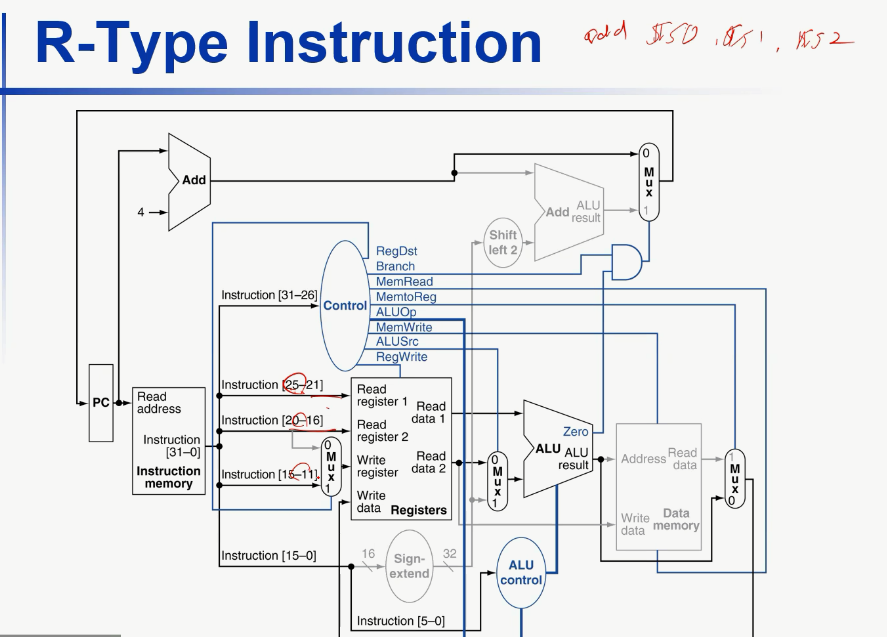 R-Type Instruction
add $s0, $s1, $s2
0
M
u
x
1
Add
4
Add
ALU
result
Shift
left 2
RegDst
Branch
MemRead
MemtoReg
ALUOp
MemWrite
ALUSrc
RegWrite
Control
Instruction [31–26]
Instruction [25–21]
Instruction [20–16]
Instruction [15–11]
PC
Read
address
Instruction
[31–0]
Instruction
memory
0
M
u
x
1
Read
register 1
Read
register 2
Write
register
Write
data
Read
data 1
Read
data 2
Registers
0
M
u
x
1
Zero
ALU
ALU
result
Address
Read
data
Write
data
Data
memory
1
M
u
x
0
Instruction [15–0]
16
Sign-
extend
32
ALU
control
Instruction [5–0]